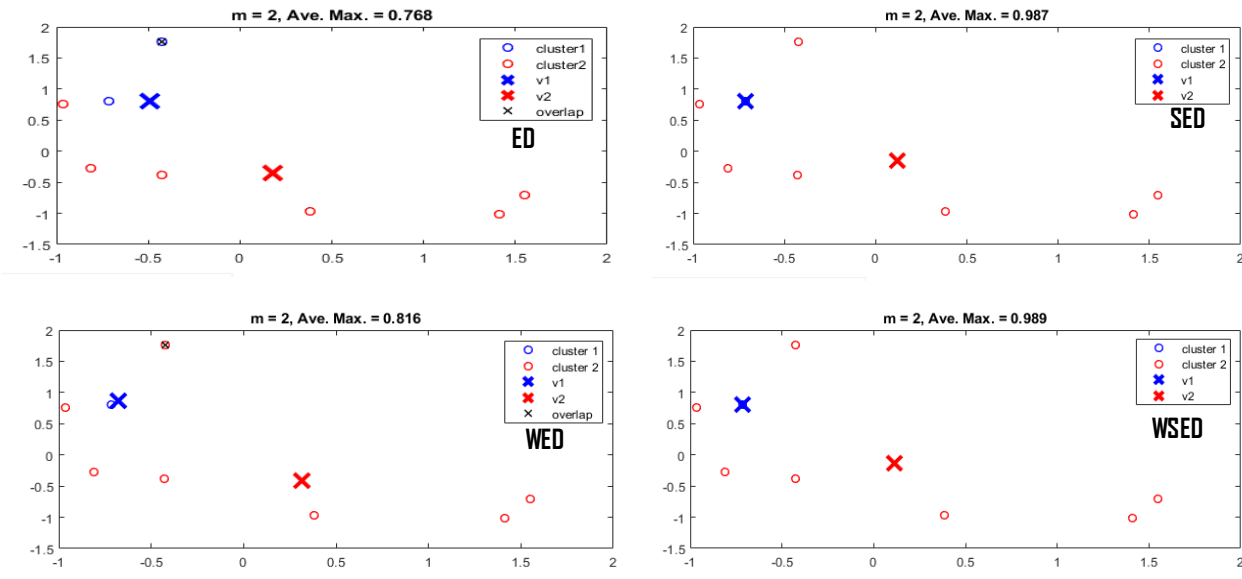 m = 2, Ave. Max. = 0.768
2
1.5
1
0.5
0
-0.5
-1
-1.5
-1
-0.5
0
0.5
1
1.5
2
cluster1
cluster2
v1
v2
overlap
ED
m = 2, Ave. Max. = 0.987
2
1.5
1
0.5
0
-0.5
-1
-1.5
-1
-0.5
0
0.5
1
1.5
2
cluster 1
cluster 2
v1
v2
SED
m = 2, Ave. Max. = 0.816
2
1.5
1
0.5
0
-0.5
-1
-1.5
-1
-0.5
0
0.5
1
1.5
2
cluster 1
cluster 2
v1
v2
overlap
WED
m = 2, Ave. Max. = 0.989
2
1.5
1
0.5
0
-0.5
-1
-1.5
-1
-0.5
0
0.5
1
1.5
2
cluster 1
cluster 2
v1
v2
WSED